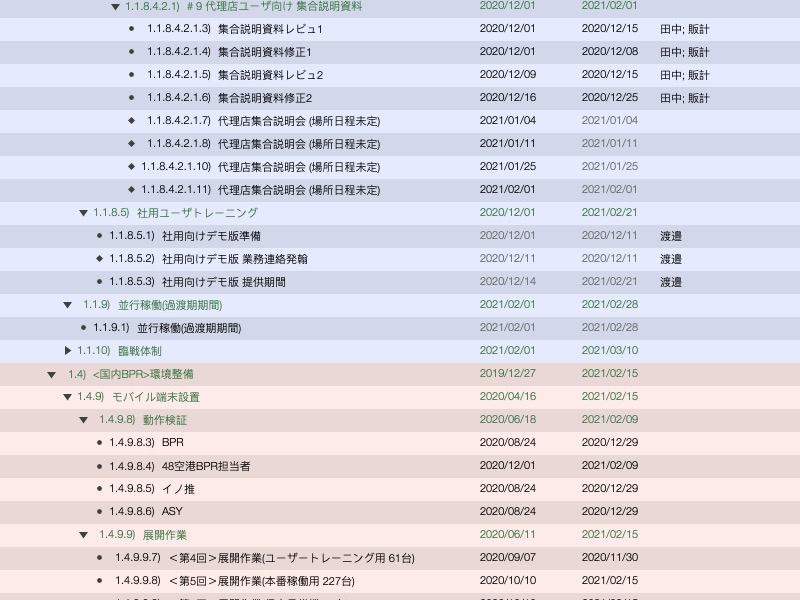 1.1.8.4.2.1) ＃9 代理店ユーザ向け 集合説明資料 2020/12/01 2021/02/01
1.1.8.4.2.1.3) 集合説明資料レビュ1 2020/12/01 2020/12/15 田中; 販計
1.1.8.4.2.1.4) 集合説明資料修正1 2020/12/01 2020/12/08 田中; 販計
1.1.8.4.2.1.5) 集合説明資料レビュ2 2020/12/09 2020/12/15 田中; 販計
1.1.8.4.2.1.6) 集合説明資料修正2 2020/12/16 2020/12/25 田中; 販計
1.1.8.4.2.1.7) 代理店集合説明会 (場所日程未定) 2021/01/04 2021/01/04
1.1.8.4.2.1.8) 代理店集合説明会 (場所日程未定) 2021/01/11 2021/01/11
1.1.8.4.2.1.10) 代理店集合説明会 (場所日程未定) 2021/01/25 2021/01/25
1.1.8.4.2.1.11) 代理店集合説明会 (場所日程未定) 2021/02/01 2021/02/01
1.1.8.5) 社用ユーザトレーニング 2020/12/01 2021/02/21
1.1.8.5.1) 社用向けデモ版準備 2020/12/01 2020/12/11 渡邉
1.1.8.5.2) 社用向けデモ版 業務連絡発翰 2020/12/11 2020/12/11 渡邉
1.1.8.5.3) 社用向けデモ版 提供期間 2020/12/14 2021/02/21 渡邉
1.1.9) 並行稼働(過渡期期間) 2021/02/01 2021/02/28
1.1.9.1) 並行稼働(過渡期期間) 2021/02/01 2021/02/28
1.1.10) 臨戦体制 2021/02/01 2021/03/10
1.4) <国内BPR>環境整備 2019/12/27 2021/02/15
1.4.9) モバイル端末設置 2020/04/16 2021/02/15
1.4.9.8) 動作検証 2020/06/18 2021/02/09
1.4.9.8.3) BPR 2020/08/24 2020/12/29
1.4.9.8.4) 48空港BPR担当者 2020/12/01 2021/02/09
1.4.9.8.5) イノ推 2020/08/24 2020/12/29
1.4.9.8.6) ASY 2020/08/24 2020/12/29
1.4.9.9) 展開作業 2020/06/11 2021/02/15
1.4.9.9.7) ＜第4回＞展開作業(ユーザートレーニング用 61台) 2020/09/07 2020/11/30
1.4.9.9.8) ＜第5回＞展開作業(本番稼働用 227台) 2020/10/10 2021/02/15